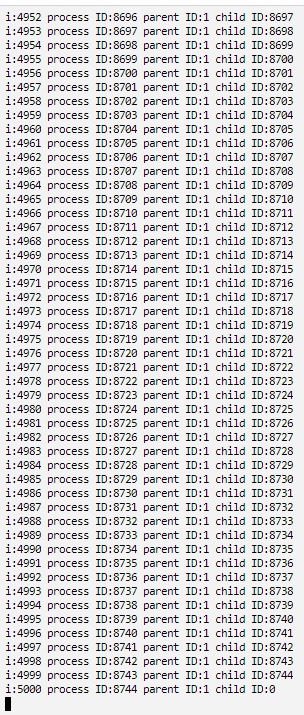 i:4952 process ID:8696 parent ID:1 child ID:8697
i:4953 process ID:8697 parent ID:1 child ID:8698
i:4954 process ID:8698 parent ID:1 child ID:8699
i:4955 process ID:8699 parent ID:1 child ID:8700
i:4956 process ID:8700 parent ID:1 child ID:8701
i:4957 process ID:8701 parent ID:1 child ID:8702
i:4958 process ID:8702 parent ID:1 child ID:8703
i:4959 process ID:8703 parent ID:1 child ID:8704
i:4960 process ID:8704 parent ID:1 child ID:8705
i:4961 process ID:8705 parent ID:1 child ID:8706
i:4962 process ID:8706 parent ID:1 child ID:8707
i:4963 process ID:8707 parent ID:1 child ID:8708
i:4964 process ID:8708 parent ID:1 child ID:8709
i:4965 process ID:8709 parent ID:1 child ID:8710
i:4966 process ID:8710 parent ID:1 child ID:8711
i:4967 process ID:8711 parent ID:1 child ID:8712
i:4968 process ID:8712 parent ID:1 child ID:8713
i:4969 process ID:8713 parent ID:1 child ID:8714
i:4970 process ID:8714 parent ID:1 child ID:8715
i:4971 process ID:8715 parent ID:1 child ID:8716
i:4972 process ID:8716 parent ID:1 child ID:8717
i:4973 process ID:8717 parent ID:1 child ID:8718
i:4974 process ID:8718 parent ID:1 child ID:8719
i:4975 process ID:8719 parent ID:1 child ID:8720
i:4976 process ID:8720 parent ID:1 child ID:8721
i:4977 process ID:8721 parent ID:1 child ID:8722
i:4978 process ID:8722 parent ID:1 child ID:8723
i:4979 process ID:8723 parent ID:1 child ID:8724
i:4980 process ID:8724 parent ID:1 child ID:8725
i:4981 process ID:8725 parent ID:1 child ID:8726
i:4982 process ID:8726 parent ID:1 child ID:8727
i:4983 process ID:8727 parent ID:1 child ID:8728
i:4984 process ID:8728 parent ID:1 child ID:8729
i:4985 process ID:8729 parent ID:1 child ID:8730
i:4986 process ID:8730 parent ID:1 child ID:8731
i:4987 process ID:8731 parent ID:1 child ID:8732
i:4988 process ID:8732 parent ID:1 child ID:8733
i:4989 process ID:8733 parent ID:1 child ID:8734
i:4990 process ID:8734 parent ID:1 child ID:8735
i:4991 process ID:8735 parent ID:1 child ID:8736
i:4992 process ID:8736 parent ID:1 child ID:8737
i:4993 process ID:8737 parent ID:1 child ID:8738
i:4994 process ID:8738 parent ID:1 child ID:8739
i:4995 process ID:8739 parent ID:1 child ID:8740
i:4996 process ID:8740 parent ID:1 child ID:8741
i:4997 process ID:8741 parent ID:1 child ID:8742
i:4998 process ID:8742 parent ID:1 child ID:8743
i:4999 process ID:8743 parent ID:1 child ID:8744
i:5000 process ID:8744 parent ID:1 child ID:0